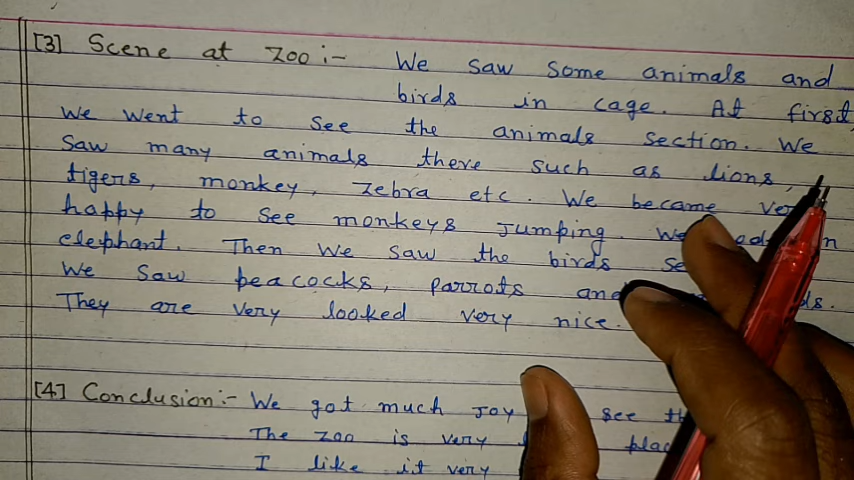 [3] Scene at Zoo:- We saw some animals and
birds in cage. At first,
We went to see the animals section. We
Saw many animals there such as lions,
tigers, monkey, Zebra etc. We became
happy to see monkeys Jumping. We
elephant. Then We saw the birds
We saw peacocks, parrots
They are very looked very nice.
[4] Conclusion:- We got much Joy see
The zoo is very
I like it very